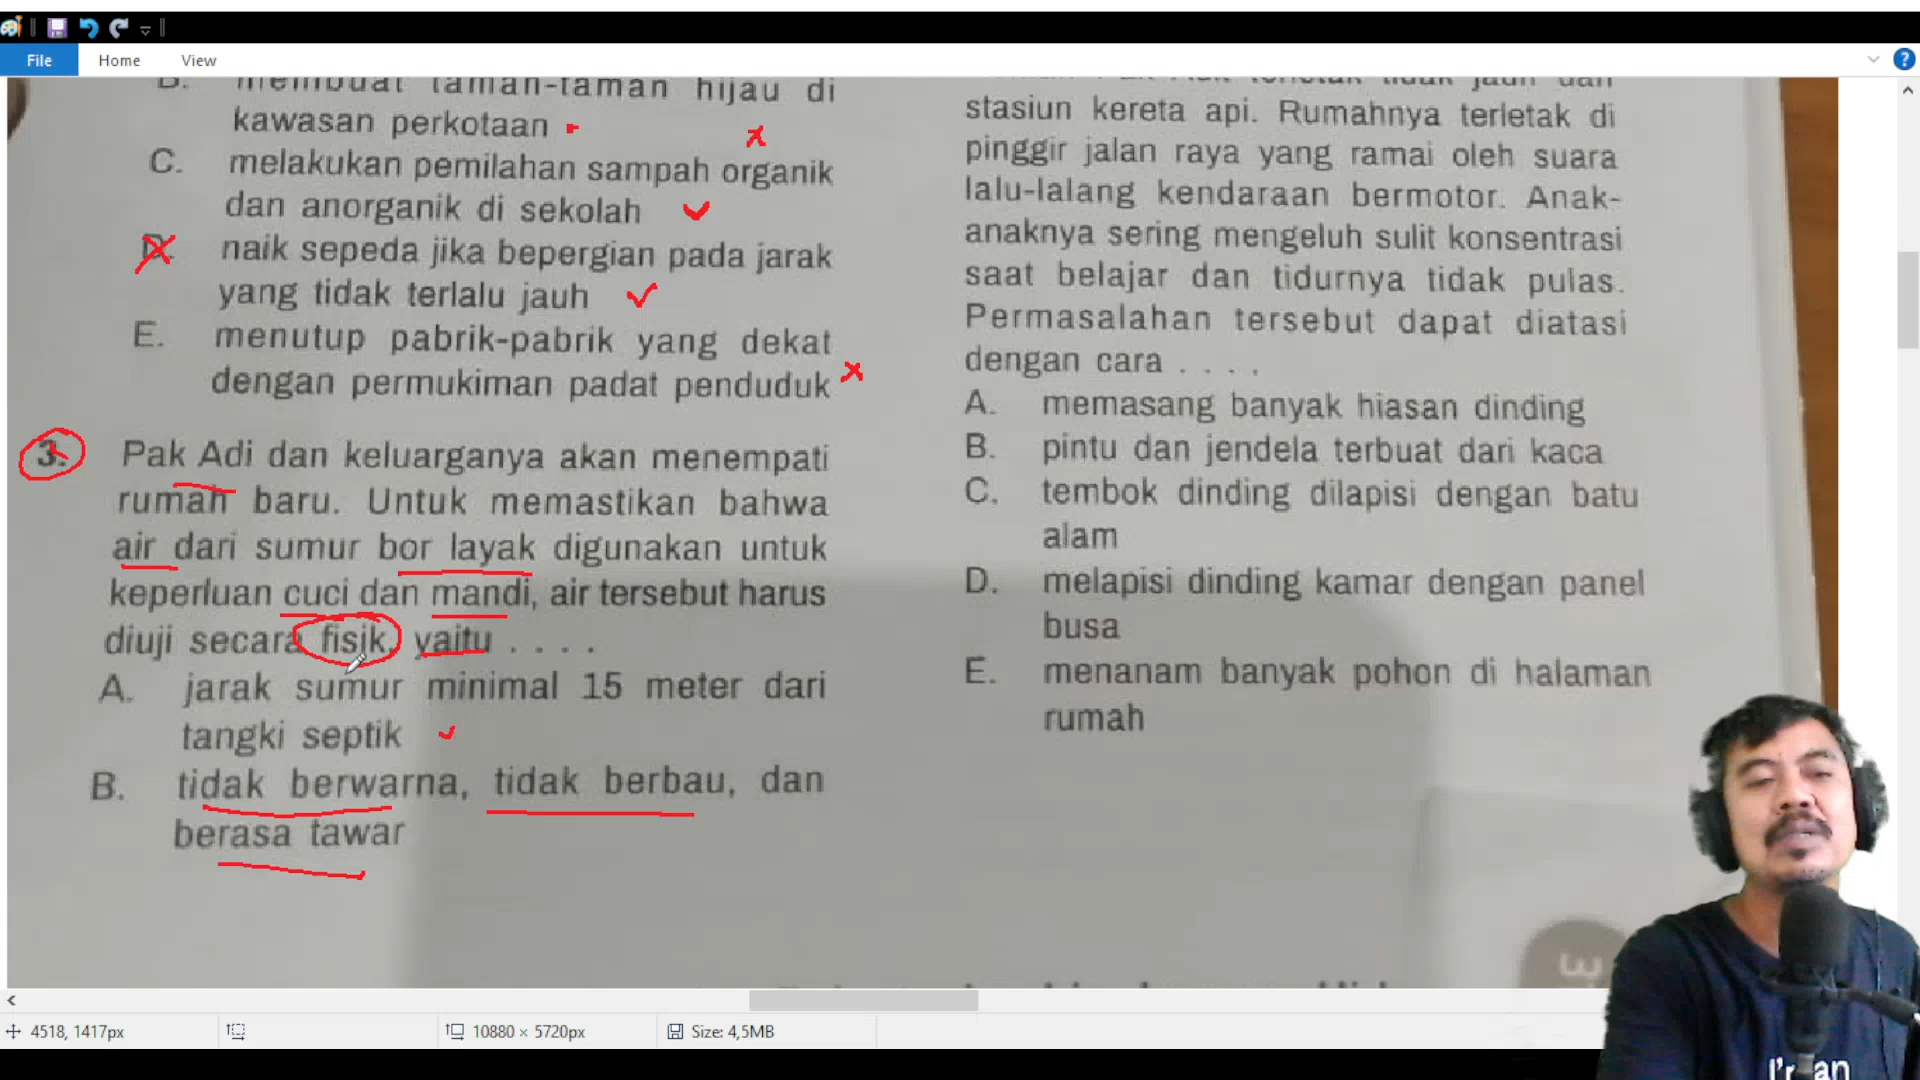 File Home View
B. membuat taman-taman hijau di
kawasan perkotaan
C. melakukan pemilahan sampah organik
dan anorganik di sekolah
D. naik sepeda jika bepergian pada jarak
yang tidak terlalu jauh
E. menutup pabrik-pabrik yang dekat
dengan permukiman padat penduduk
3. Pak Adi dan keluarganya akan menempati
rumah baru. Untuk memastikan bahwa
air dari sumur bor layak digunakan untuk
keperluan cuci dan mandi, air tersebut harus
diuji secara fisik, yaitu . . . .
A. jarak sumur minimal 15 meter dari
tangki septik
B. tidak berwarna, tidak berbau, dan
berasa tawar
stasiun kereta api. Rumahnya terletak di
pinggir jalan raya yang ramai oleh suara
lalu-lalang kendaraan bermotor. Anak-
anaknya sering mengeluh sulit konsentrasi
saat belajar dan tidurnya tidak pulas.
Permasalahan tersebut dapat diatasi
dengan cara . . . .
A. memasang banyak hiasan dinding
B. pintu dan jendela terbuat dari kaca
C. tembok dinding dilapisi dengan batu
alam
D. melapisi dinding kamar dengan panel
busa
E. menanam banyak pohon di halaman
rumah
4518, 1417px
10880 × 5720px
Size: 4,5MB